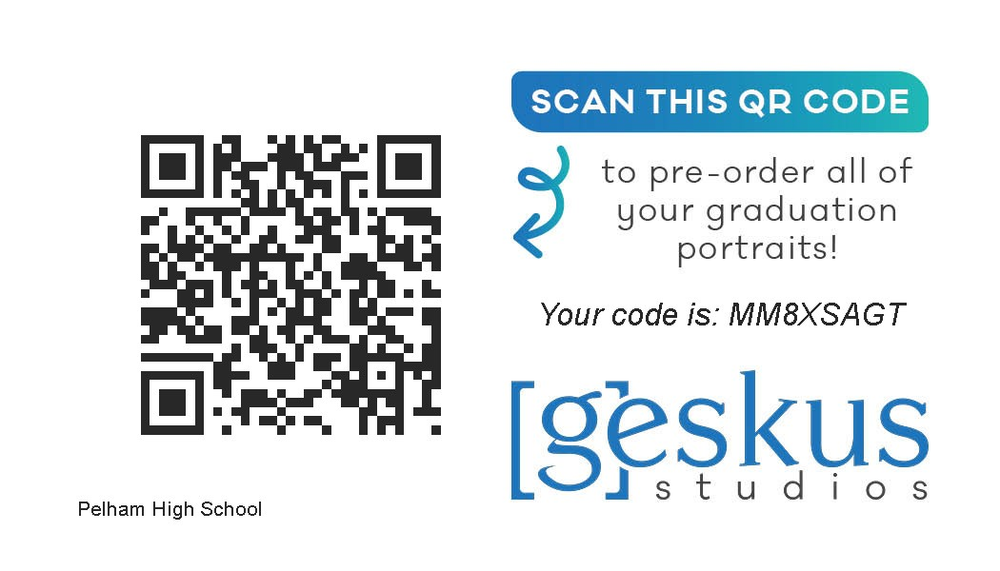 SCAN THIS QR CODE
to pre-order all of
your graduation
portraits!
Your code is: MM8XSAGT
[g]eskus
studios
Pelham High School